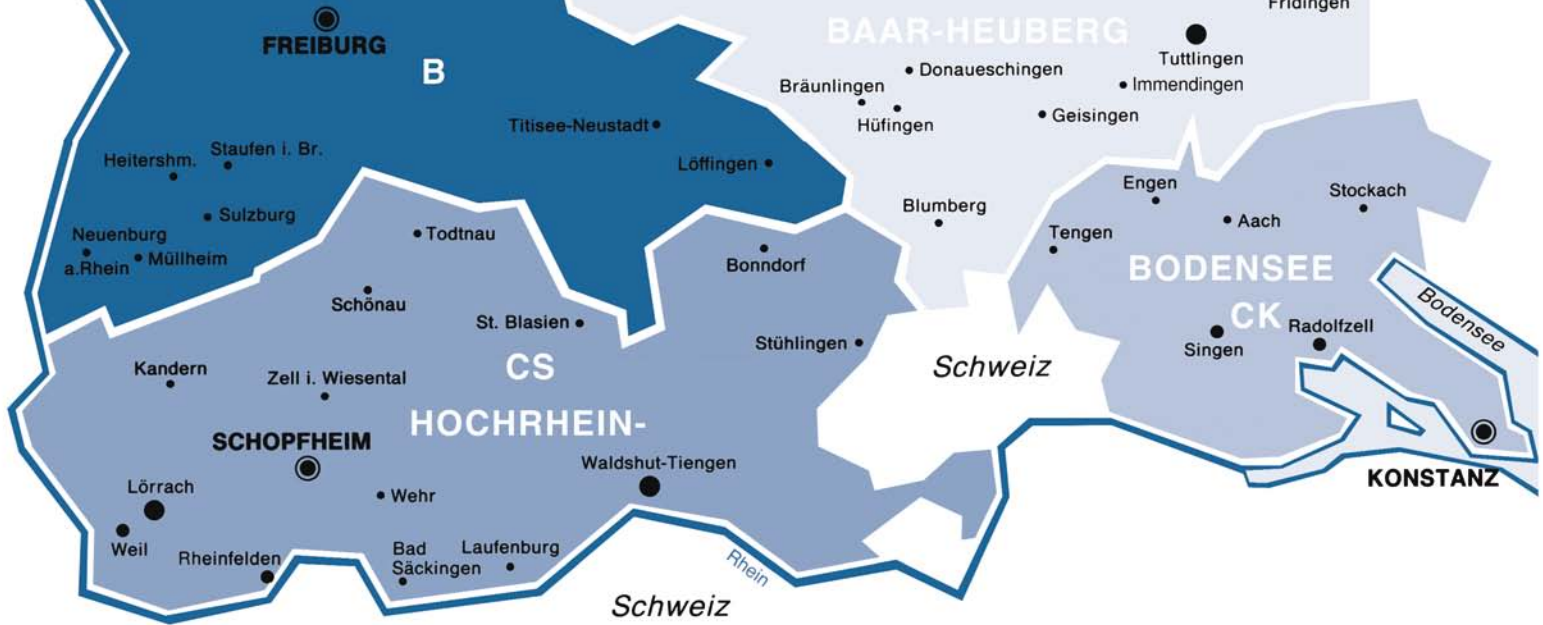 Fridingen
FREIBURG
BAAR-HEUBERG
B
Tuttlingen
Donaueschingen
Bräunlingen
Immendingen
Hüfingen
Geisingen
Titisee-Neustadt
Staufen i. Br.
Heitershm.
Löffingen
Engen
Stockach
Blumberg
Sulzburg
Aach
Neuenburg
a.Rhein
Müllheim
Todtnau
Tengen
Bonndorf
BODENSEE
CK
Schönau
Bodensee
St. Blasien
Radolfzell
Stühlingen
Singen
Kandern
Zell i. Wiesental
CS
Schweiz
HOCHRHEIN-
SCHOPFHEIM
Waldshut-Tiengen
KONSTANZ
Lörrach
Wehr
Weil
Rheinfelden
Bad
Säckingen
Laufenburg
Rhein
Schweiz